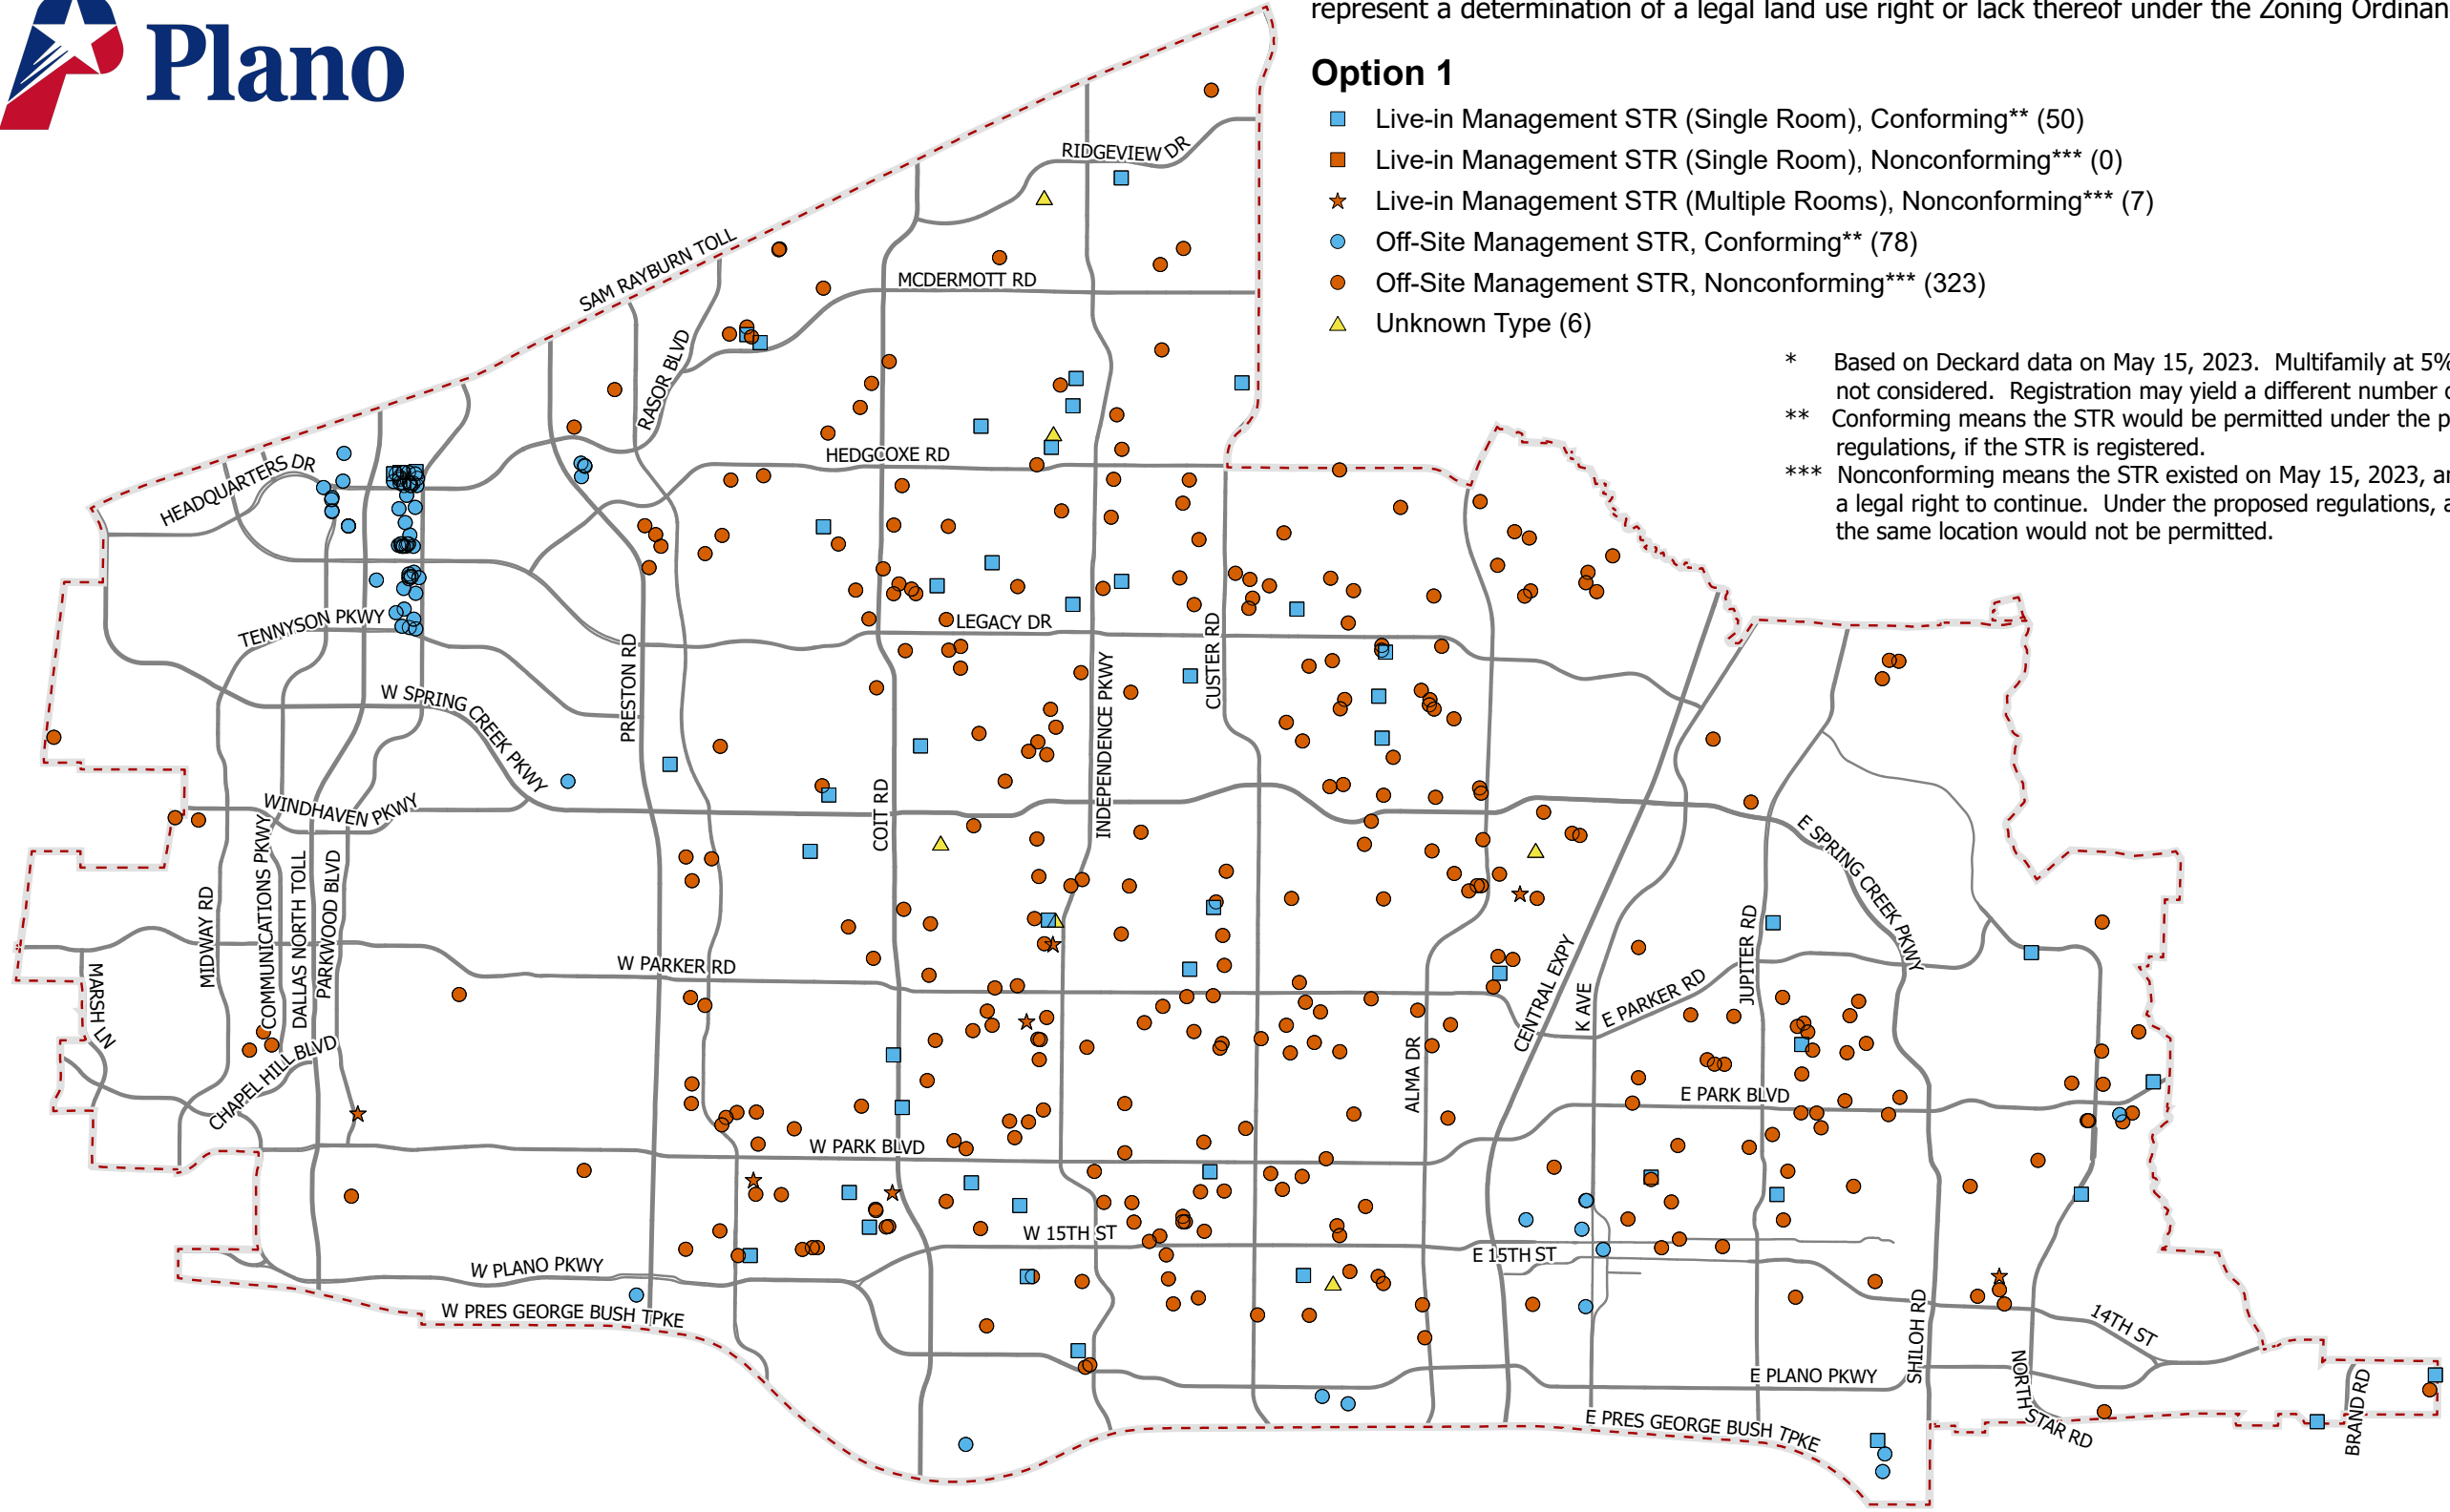 represent a determination of a legal land use right or lack thereof under the Zoning Ordinan
Plano
Option 1
Live-in Management STR (Single Room), Conforming** (50)
Live-in Management STR (Single Room), Nonconforming*** (0)
Live-in Management STR (Multiple Rooms), Nonconforming*** (7)
Off-Site Management STR, Conforming** (78)
Off-Site Management STR, Nonconforming*** (323)
Unknown Type (6)
* Based on Deckard data on May 15, 2023. Multifamily at 5%
not considered. Registration may yield a different number
** Conforming means the STR would be permitted under the p
regulations, if the STR is registered.
*** Nonconforming means the STR existed on May 15, 2023, a
a legal right to continue. Under the proposed regulations, a
the same location would not be permitted.
RIDGEVIEW DR
SAM RAYBURN TOLL
MCDERMOTT RD
RASOR BLVD
HEDGCOXE RD
HEADQUARTERS DR
LEGACY DR
TENNYSON PKWY
PRESTON RD
CUSTER RD
W SPRING CREEK PKWY
INDEPENDENCE PKWY
COIT RD
WINDHAVEN PKWY
E SPRING CREEK PKWY
MIDWAY RD
COMMUNICATIONS PKWY
DALLAS NORTH TOLL
PARKWOOD BLVD
W PARKER RD
MARSH LN
CENTRAL EXPY
K AVE
E PARKER RD
JUPITER RD
CHAPEL HILL BLVD
ALMA DR
E PARK BLVD
W PARK BLVD
W 15TH ST
E 15TH ST
W PLANO PKWY
W PRES GEORGE BUSH TPKE
SHILOH RD
14TH ST
E PLANO PKWY
NORTH STAR RD
BRAND RD
E PRES GEORGE BUSH TPKE